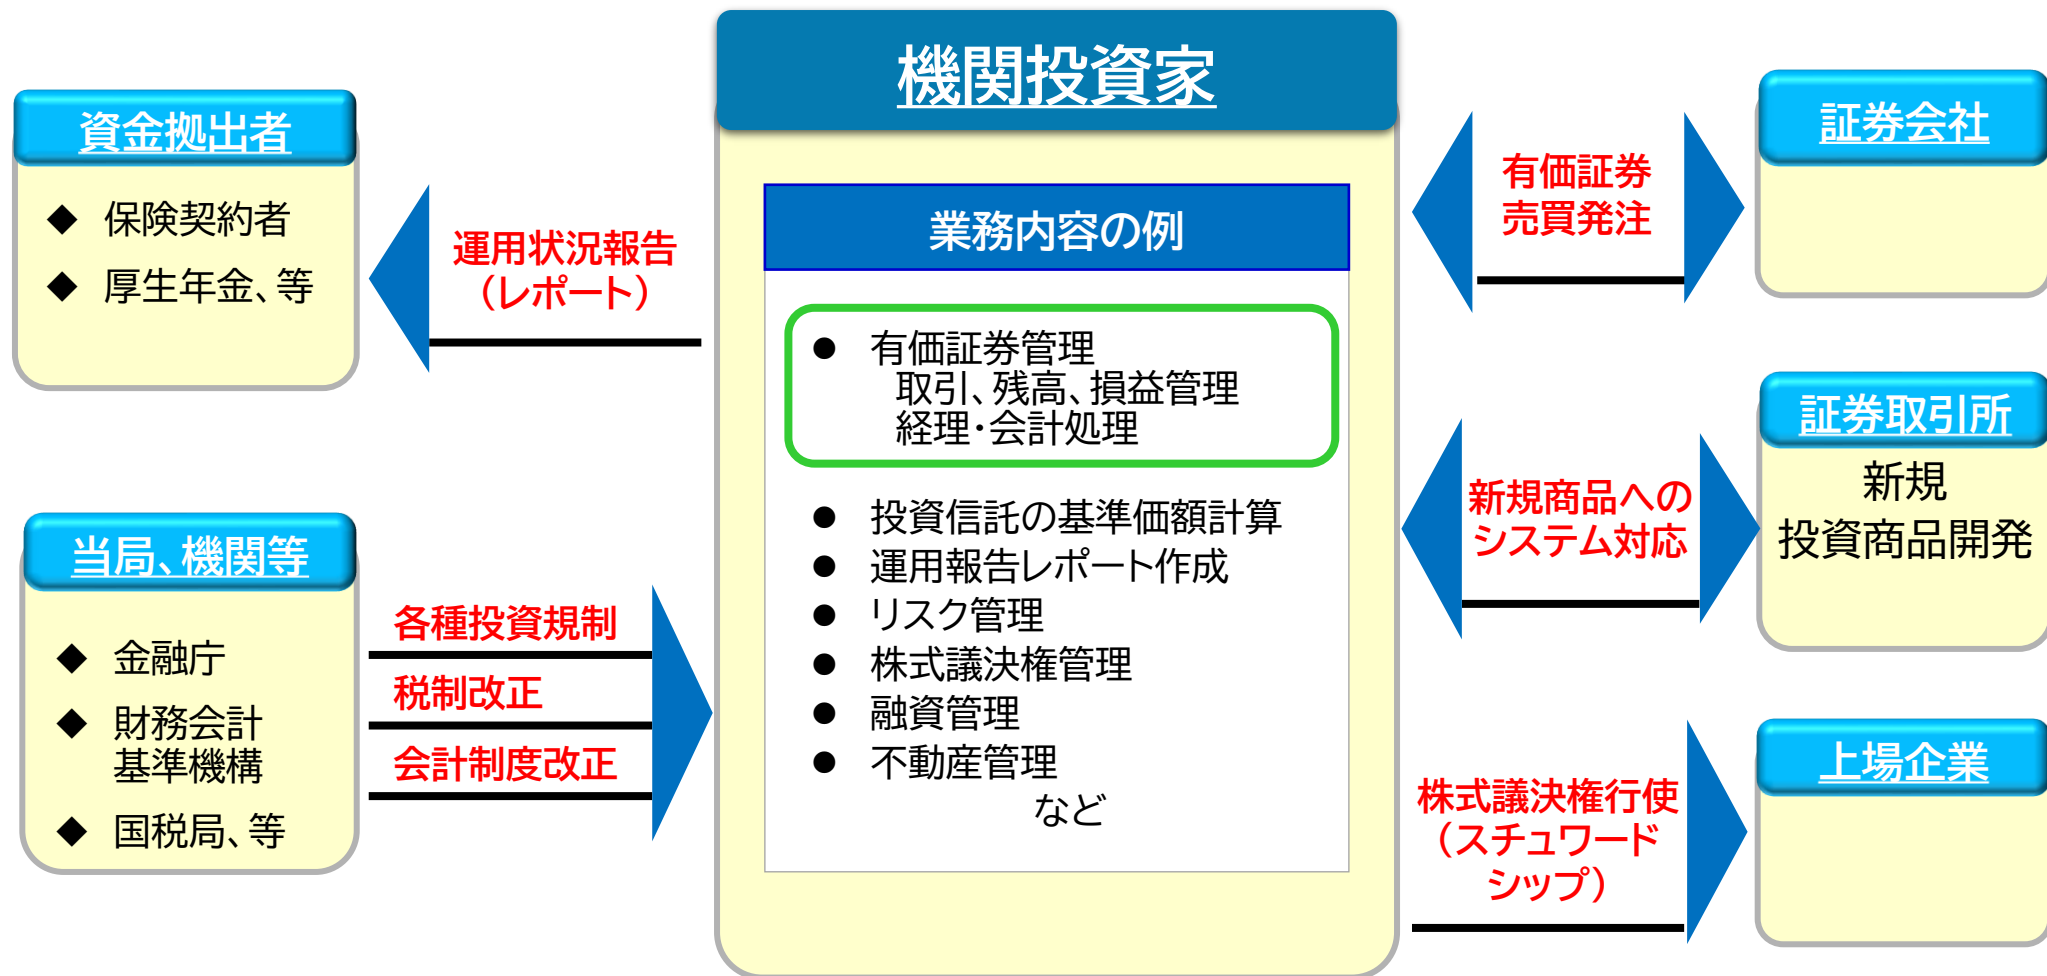 機関投資家
資金拠出者
◆ 保険契約者
◆ 厚生年金、等
運用状況報告
（レポート）
当局、機関等
◆ 金融庁
◆ 財務会計
基準機構
◆ 国税局、等
各種投資規制
税制改正
会計制度改正
業務内容の例
● 有価証券管理
取引、残高、損益管理
経理・会計処理
● 投資信託の基準価額計算
● 運用報告レポート作成
● リスク管理
● 株式議決権管理
● 融資管理
● 不動産管理
など
有価証券
売買発注
証券会社
新規商品への
システム対応
証券取引所
新規
投資商品開発
株式議決権行使
（スチュワード
シップ）
上場企業